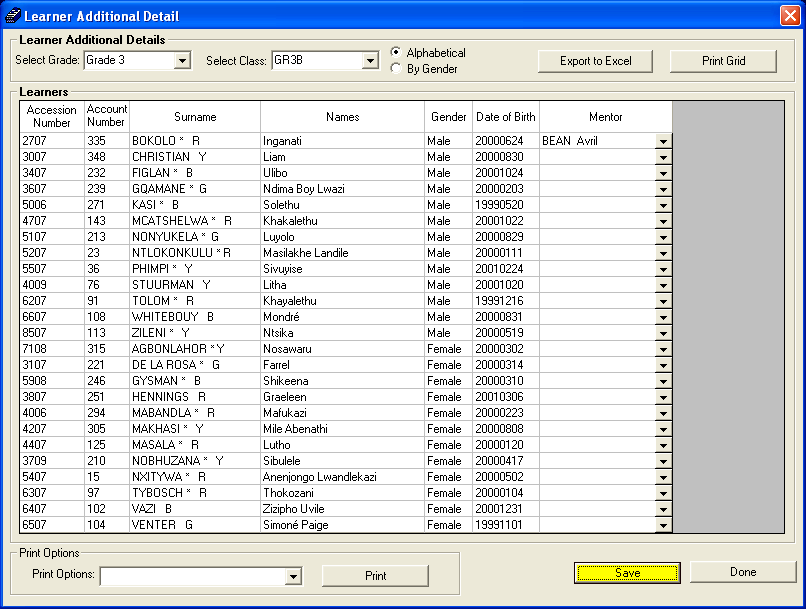 Learner Additional Detail
Learner Additional Details
Select Grade: Grade 3 Select Class: GR3B Alphabetical By Gender Export to Excel Print Grid
Learners
Accession Number Account Number Surname Names Gender Date of Birth Mentor
2707 335 BOKOLO * R Inganati Male 20000624 BEAN Avril
3007 348 CHRISTIAN Y Liam Male 20000830
3407 232 FIGLAN * B Ulibo Male 20001024
3607 239 GQAMANE * G Ndima Boy Lwazi Male 20000203
5006 271 KASI * B Solethu Male 19990520
4707 143 MCATSHELWA * R Khakalethu Male 20001022
5107 213 NONYUKELA * G Luyolo Male 20000829
5207 23 NTLOKONKULU * R Masilakhe Landile Male 20000111
5507 36 PHIMPI * Y Sivuyise Male 20010224
4009 76 STUURMAN Y Litha Male 20001020
6207 91 TOLOM * R Khayalethu Male 19991216
6607 108 WHITEBOUY B Mondré Male 20000831
8507 113 ZILENI * Y Ntsika Male 20000519
7108 315 AGBONLAHOR * Y Nosawaru Female 20000302
3107 221 DE LA ROSA * G Farrel Female 20000314
5908 246 GYSMAN * B Shikeena Female 20000310
3807 251 HENNINGS R Graeleen Female 20010306
4006 294 MABANDLA * R Mafukazi Female 20000223
4207 305 MAKHASI * Y Mile Abenathi Female 20000808
4407 125 MASALA * R Lutho Female 20000120
3709 210 NOBHUZANA * Y Sibulele Female 20000417
5407 15 NXITYWA * R Anenjongo Lwandlekazi Female 20000502
6307 97 TYBOSCH * R Thokozani Female 20000104
6407 102 VAZI B Zizipho Uvile Female 20001231
6507 104 VENTER G Simoné Paige Female 19991101
Print Options
Print Options: Print Save Done